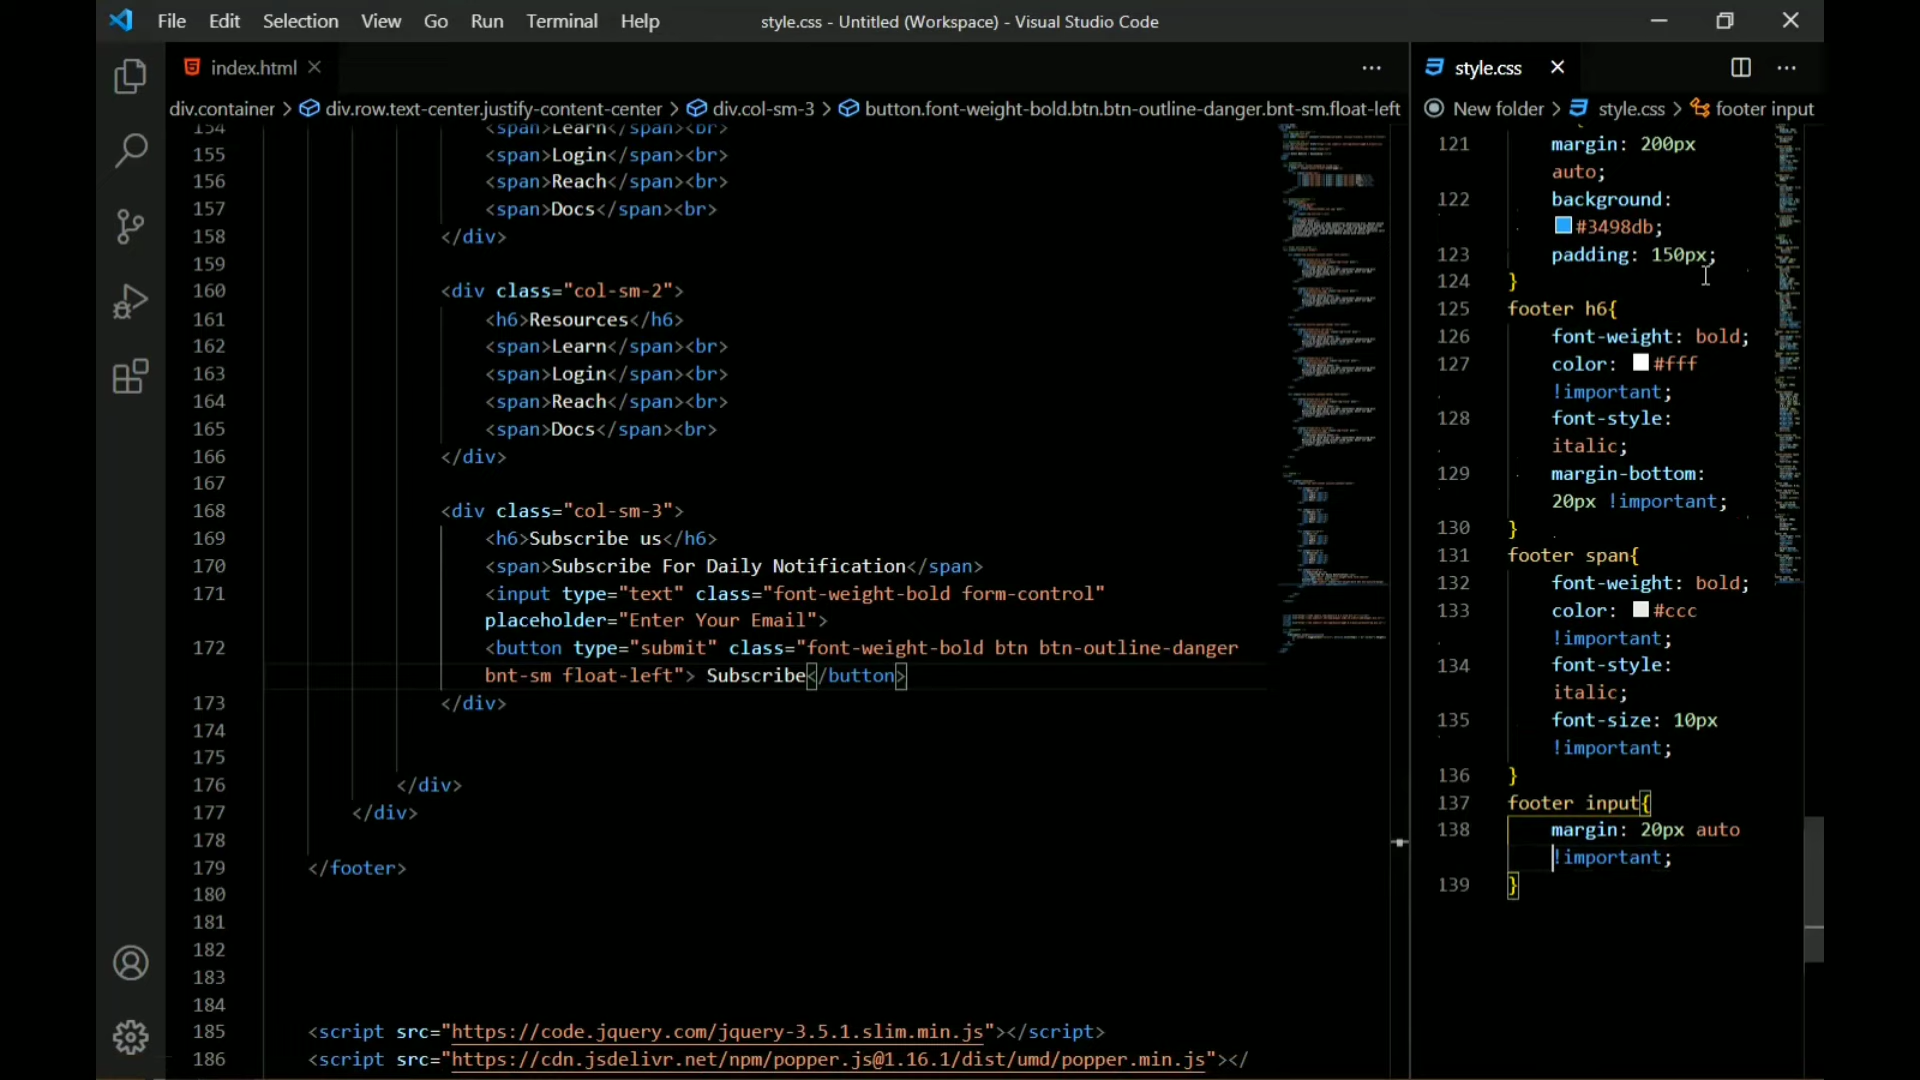 File Edit Selection View Go Run Terminal Help style.css - Untitled (Workspace) - Visual Studio Code
index.html
div.container > div.row.text-center.justify-content-center > div.col-sm-3 > button.font-weight-bold.btn.btn-outline-danger.bnt-sm.float-left
154 <span>Learn</span><br>
155 <span>Login</span><br>
156 <span>Reach</span><br>
157 <span>Docs</span><br>
158 </div>
159
160 <div class="col-sm-2">
161 <h6>Resources</h6>
162 <span>Learn</span><br>
163 <span>Login</span><br>
164 <span>Reach</span><br>
165 <span>Docs</span><br>
166 </div>
167
168 <div class="col-sm-3">
169 <h6>Subscribe us</h6>
170 <span>Subscribe For Daily Notification</span>
171 <input type="text" class="font-weight-bold form-control"
placeholder="Enter Your Email">
172 <button type="submit" class="font-weight-bold btn btn-outline-danger
bnt-sm float-left"> Subscribe</button>
173 </div>
174
175
176 </div>
177 </div>
178
179 </footer>
180
181
182
183
184
185 <script src="https://code.jquery.com/jquery-3.5.1.slim.min.js"></script>
186 <script src="https://cdn.jsdelivr.net/npm/popper.js@1.16.1/dist/umd/popper.min.js"></
style.css
New folder > style.css > footer input
121 margin: 200px
auto;
122 background:
#3498db;
123 padding: 150px;
124 }
125 footer h6{
126 font-weight: bold;
127 color: #fff
!important;
128 font-style:
italic;
129 margin-bottom:
20px !important;
130 }
131 footer span{
132 font-weight: bold;
133 color: #ccc
!important;
134 font-style:
italic;
135 font-size: 10px
!important;
136 }
137 footer input{
138 margin: 20px auto
!important;
139 }